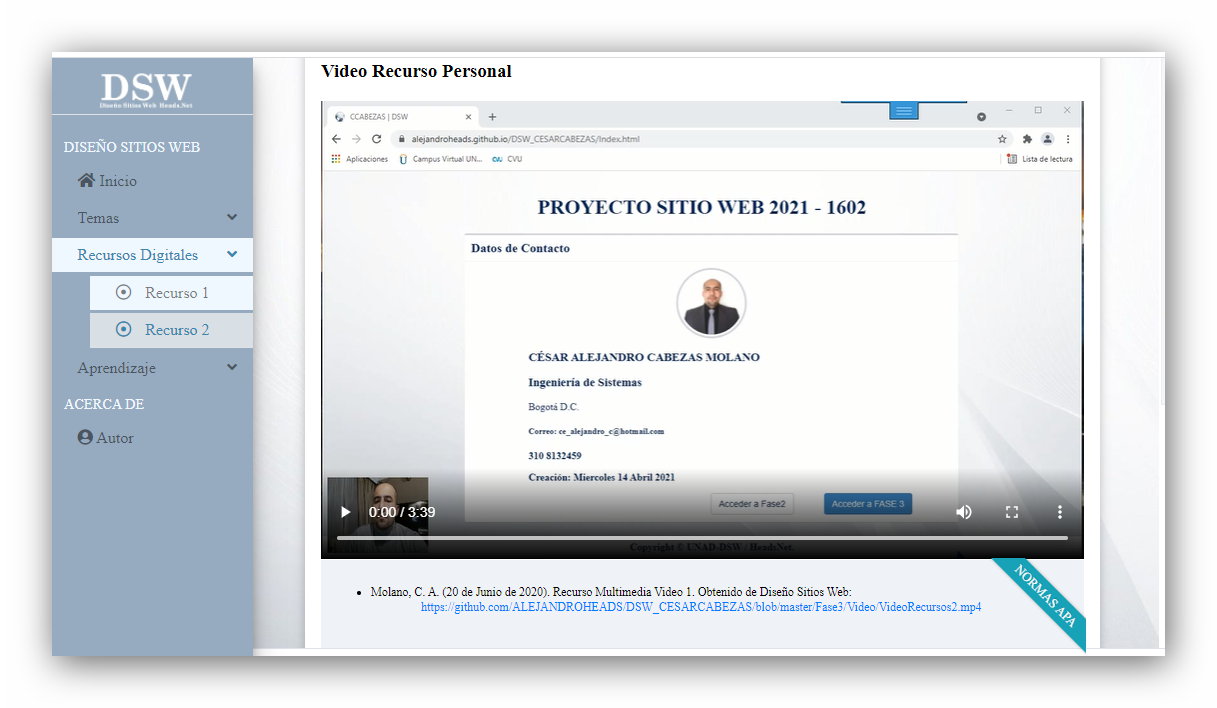 DSW
Diseño Sitios Web Heads.Net
DISEÑO SITIOS WEB
Inicio
Temas
Recursos Digitales
Recurso 1
Recurso 2
Aprendizaje
ACERCA DE
Autor
Video Recurso Personal
CCABEZAS | DSW
alejandroheads.github.io/DSW_CESARCABEZAS/Index.html
Aplicaciones Campus Virtual UN... CVU Lista de lectura
PROYECTO SITIO WEB 2021 - 1602
Datos de Contacto
CÉSAR ALEJANDRO CABEZAS MOLANO
Ingeniería de Sistemas
Bogotá D.C.
Correo: ce_alejandro_c@hotmail.com
310 8132459
Creación: Miercoles 14 Abril 2021
Acceder a Fase2 Acceder a FASE 3
0:00 / 3:39
Copyright © UNAD-DSW / HeadsNet.
Molano, C. A. (20 de Junio de 2020). Recurso Multimedia Video 1. Obtenido de Diseño Sitios Web:
https://github.com/ALEJANDROHEADS/DSW_CESARCABEZAS/blob/master/Fase3/Video/VideoRecursos2.mp4
NORMAS APA